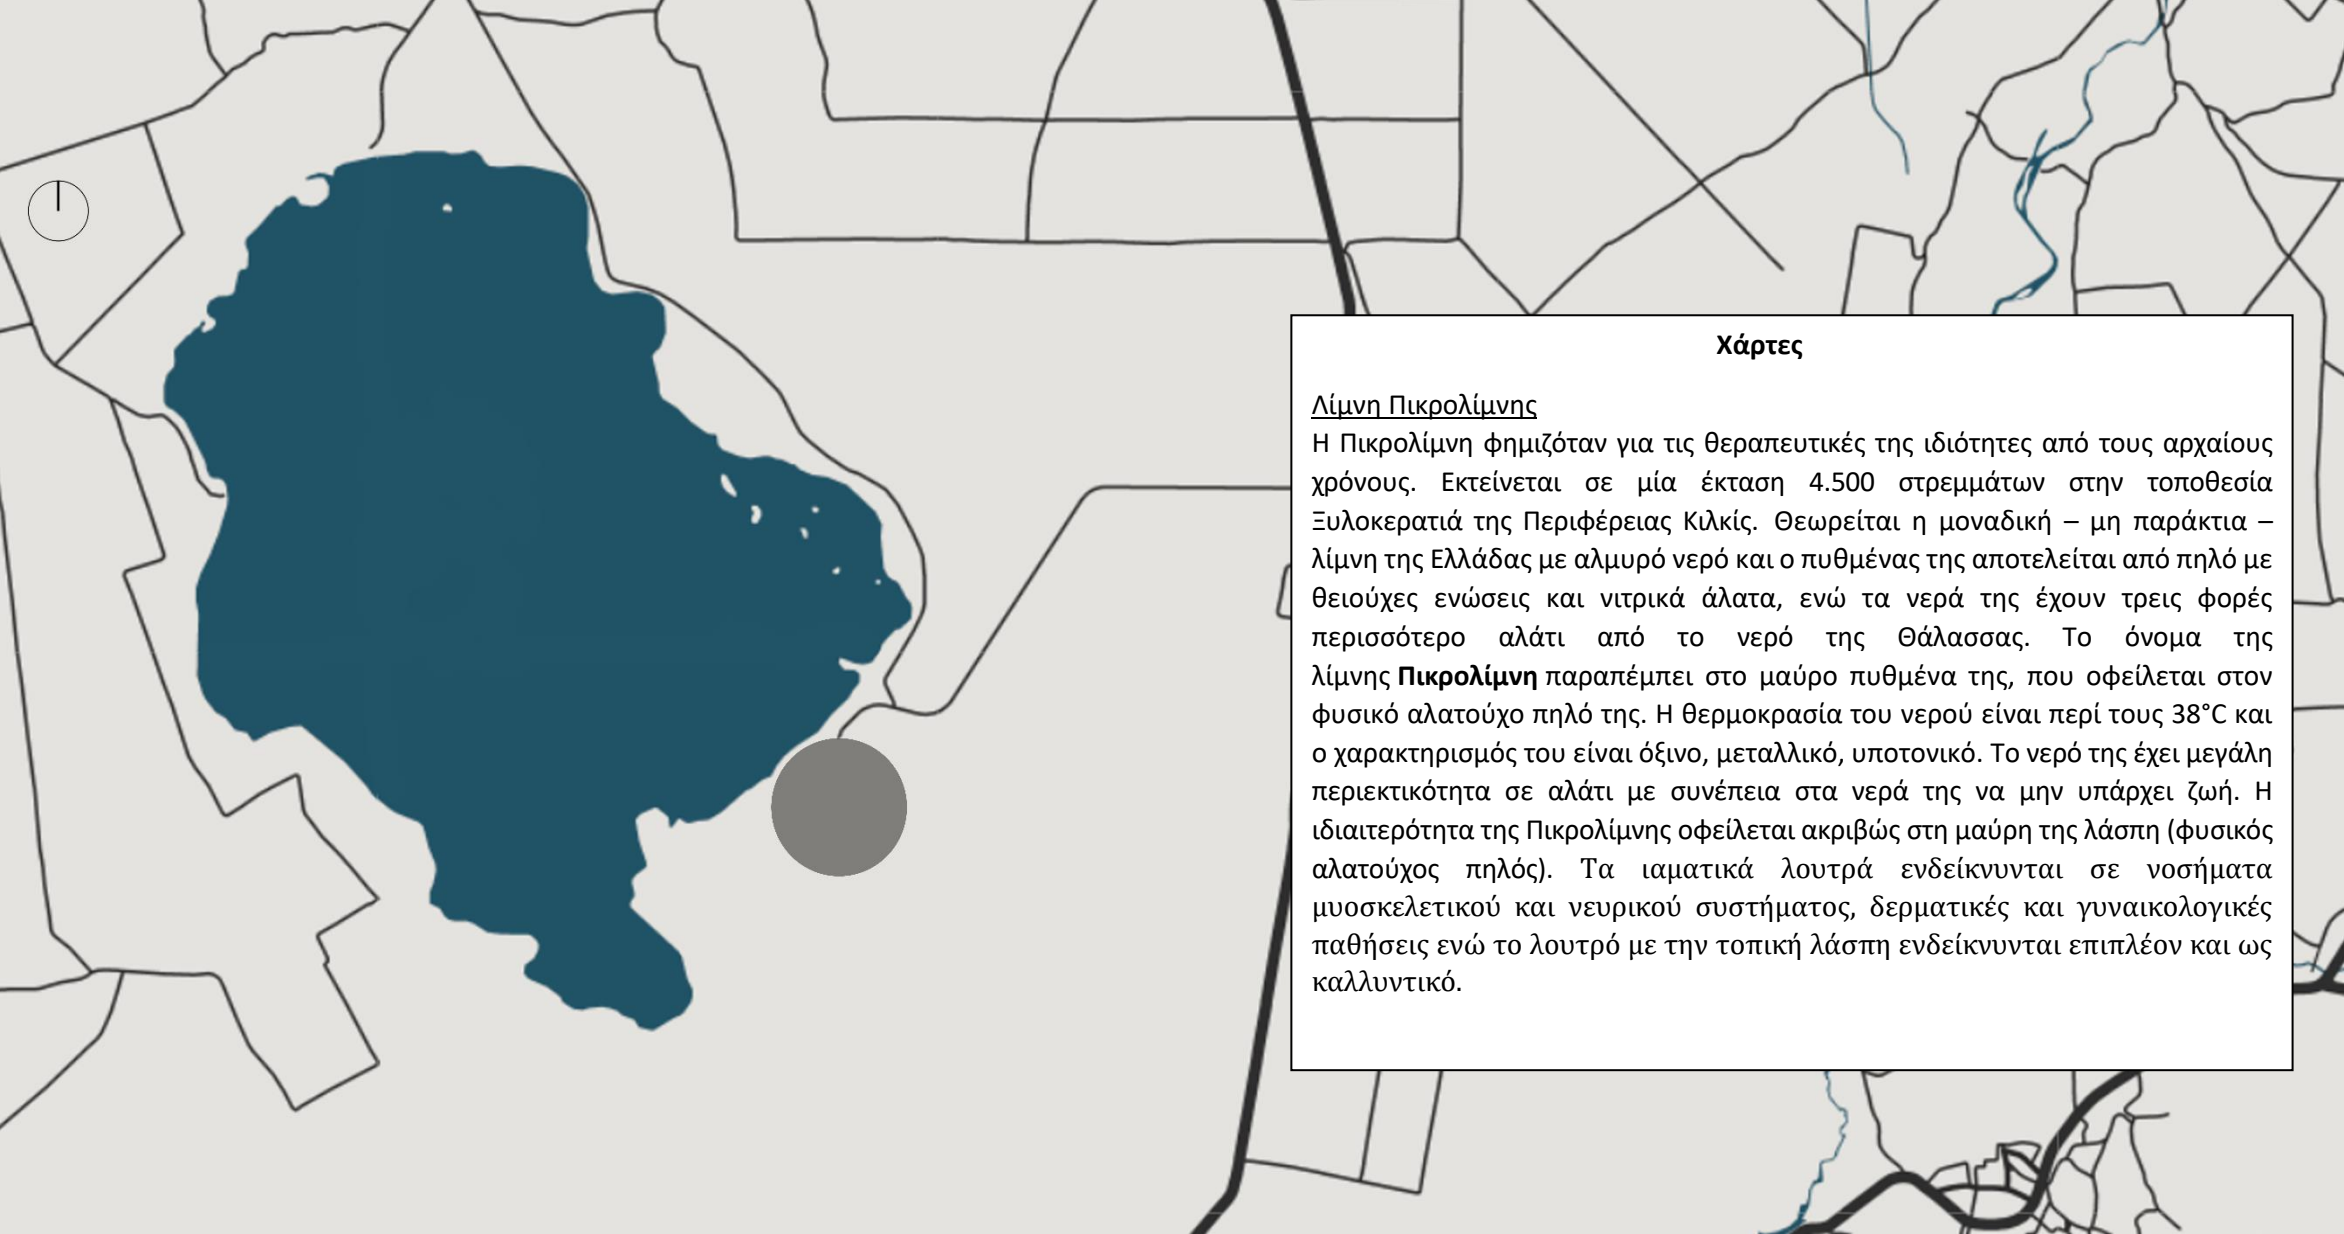 Χάρτες
Λίμνη Πικρολίμνης
Η Πικρολίμνη φημιζόταν για τις θεραπευτικές της ιδιότητες από τους αρχαίους
χρόνους. Εκτείνεται σε μία έκταση 4.500 στρεμμάτων στην τοποθεσία
Ξυλοκερατιά της Περιφέρειας Κιλκίς. Θεωρείται η μοναδική – μη παράκτια –
λίμνη της Ελλάδας με αλμυρό νερό και ο πυθμένας της αποτελείται από πηλό με
θειούχες ενώσεις και νιτρικά άλατα, ενώ τα νερά της έχουν τρεις φορές
περισσότερο αλάτι από το νερό της Θάλασσας. Το όνομα της
λίμνης Πικρολίμνη παραπέμπει στο μαύρο πυθμένα της, που οφείλεται στον
φυσικό αλατούχο πηλό της. Η θερμοκρασία του νερού είναι περί τους 38°C και
ο χαρακτηρισμός του είναι όξινο, μεταλλικό, υποτονικό. Το νερό της έχει μεγάλη
περιεκτικότητα σε αλάτι με συνέπεια στα νερά της να μην υπάρχει ζωή. Η
ιδιαιτερότητα της Πικρολίμνης οφείλεται ακριβώς στη μαύρη της λάσπη (φυσικός
αλατούχος πηλός). Τα ιαματικά λουτρά ενδείκνυνται σε νοσήματα
μυοσκελετικού και νευρικού συστήματος, δερματικές και γυναικολογικές
παθήσεις ενώ το λουτρό με την τοπική λάσπη ενδείκνυνται επιπλέον και ως
καλλυντικό.